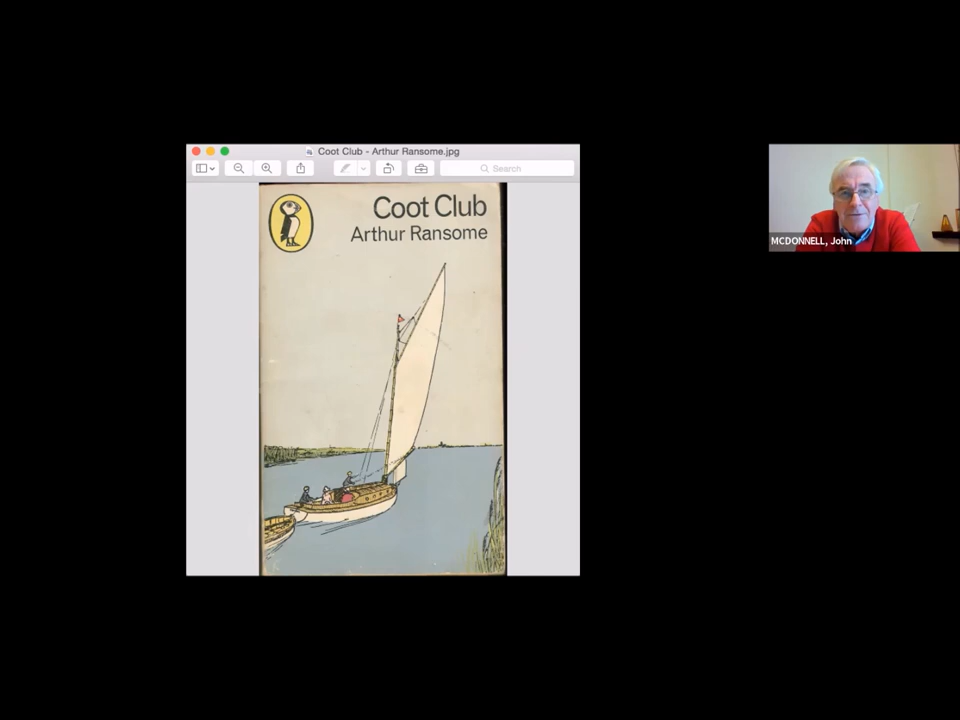 Coot Club - Arthur Ransome.jpg
Search
Coot Club
Arthur Ransome
MCDONNELL, John